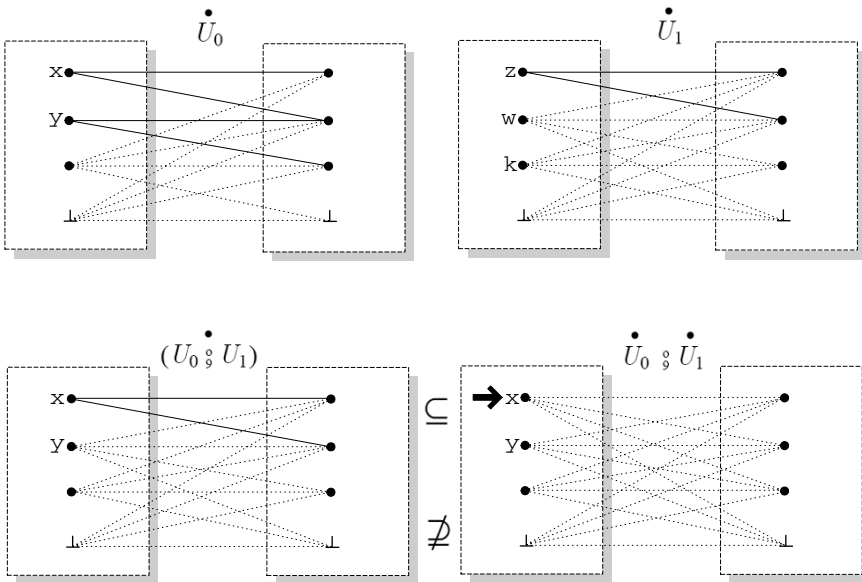 U̇₀
U̇₁
x
y
⊥ ⊥
z
w
k
⊥ ⊥
(U₀ ⨟ U₁)˙
U̇₀ ⨟ U̇₁
x
y
⊥ ⊥
⊆
⊉
➔ x
y
⊥ ⊥